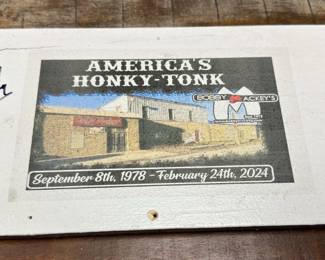 AMERICA'S
HONKY-TONK
BOBBY MACKEY'S
September 8th, 1978 - February 24th, 2024